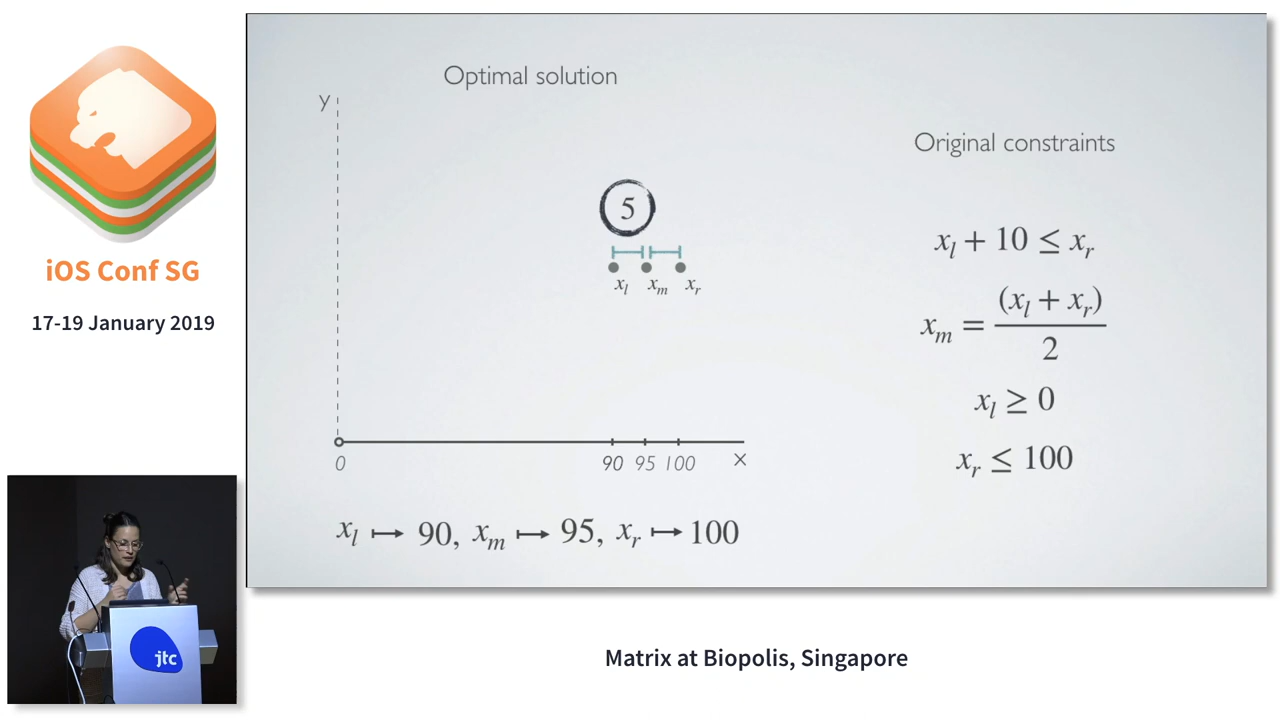 iOS Conf SG
17-19 January 2019
Optimal solution
y
5
x_l x_m x_r
0 90 95 100 x
x_l ↦ 90, x_m ↦ 95, x_r ↦ 100
Original constraints
x_l + 10 ≤ x_r
x_m = (x_l + x_r) / 2
x_l ≥ 0
x_r ≤ 100
jtc
Matrix at Biopolis, Singapore